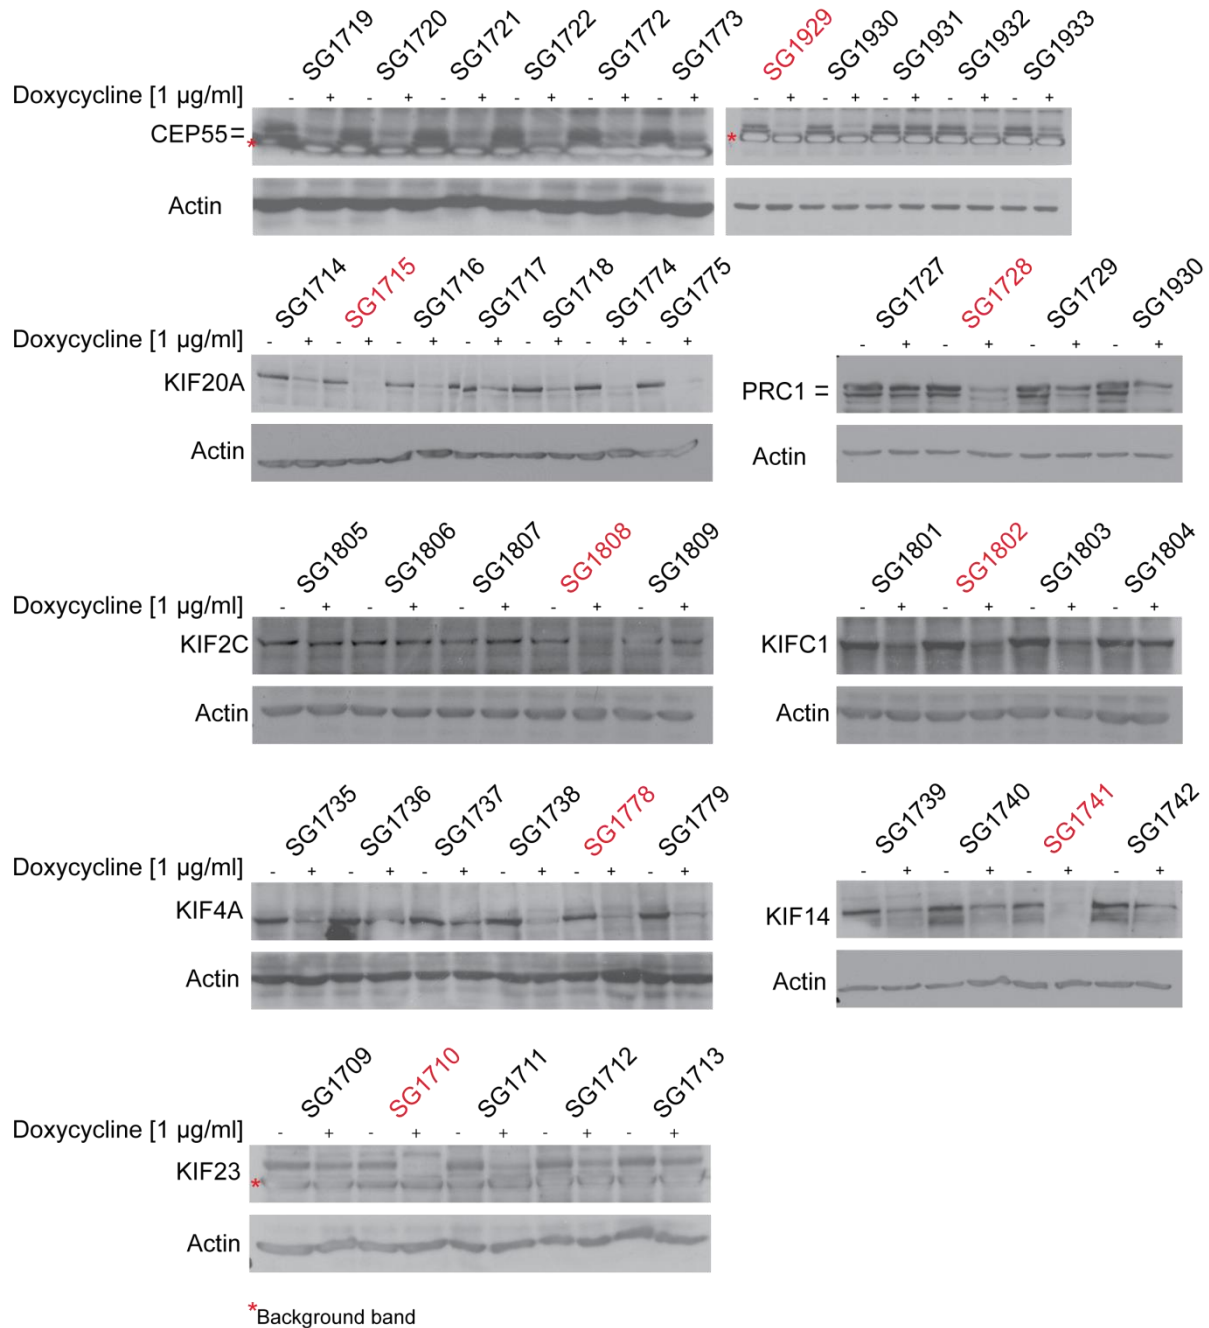 SG1719 SG1720 SG1721 SG1722 SG1772 SG1773 SG1929 SG1930 SG1931 SG1932 SG1933
Doxycycline [1 µg/ml] - + - + - + - + - + - + - + - + - + - + - +
CEP55 =
* *
Actin
SG1714 SG1715 SG1716 SG1717 SG1718 SG1774 SG1775 SG1727 SG1728 SG1729 SG1930
Doxycycline [1 µg/ml] - + - + - + - + - + - + - + - + - + - + - +
KIF20A PRC1 =
Actin Actin
SG1805 SG1806 SG1807 SG1808 SG1809 SG1801 SG1802 SG1803 SG1804
Doxycycline [1 µg/ml] - + - + - + - + - + - + - + - + - +
KIF2C KIFC1
Actin Actin
SG1735 SG1736 SG1737 SG1738 SG1778 SG1779 SG1739 SG1740 SG1741 SG1742
Doxycycline [1 µg/ml] - + - + - + - + - + - + - + - + - + - +
KIF4A KIF14
Actin Actin
SG1709 SG1710 SG1711 SG1712 SG1713
Doxycycline [1 µg/ml] - + - + - + - + - +
KIF23
*
Actin
*Background band